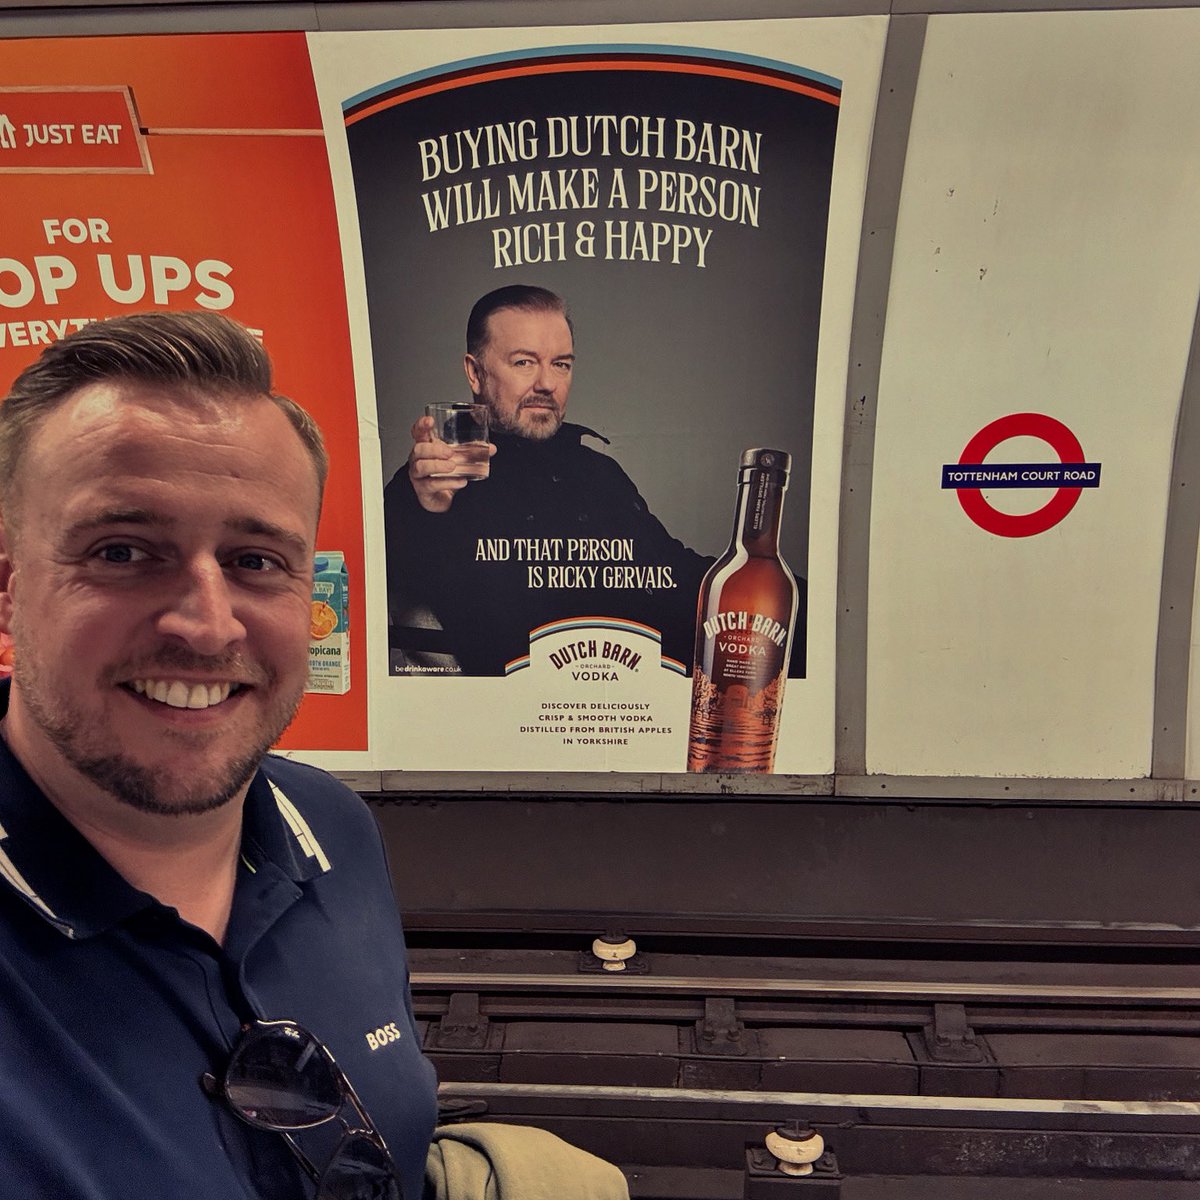 JUST EAT
FOR
OP UPS
BUYING DUTCH BARN
WILL MAKE A PERSON
RICH & HAPPY
AND THAT PERSON
IS RICKY GERVAIS.
bedrinkaware.co.uk
DUTCH BARN
ORCHARD
VODKA
DISCOVER DELICIOUSLY
CRISP & SMOOTH VODKA
DISTILLED FROM BRITISH APPLES
IN YORKSHIRE
DUTCH BARN
ORCHARD
VODKA
TOTTENHAM COURT ROAD
ropicana
BOSS